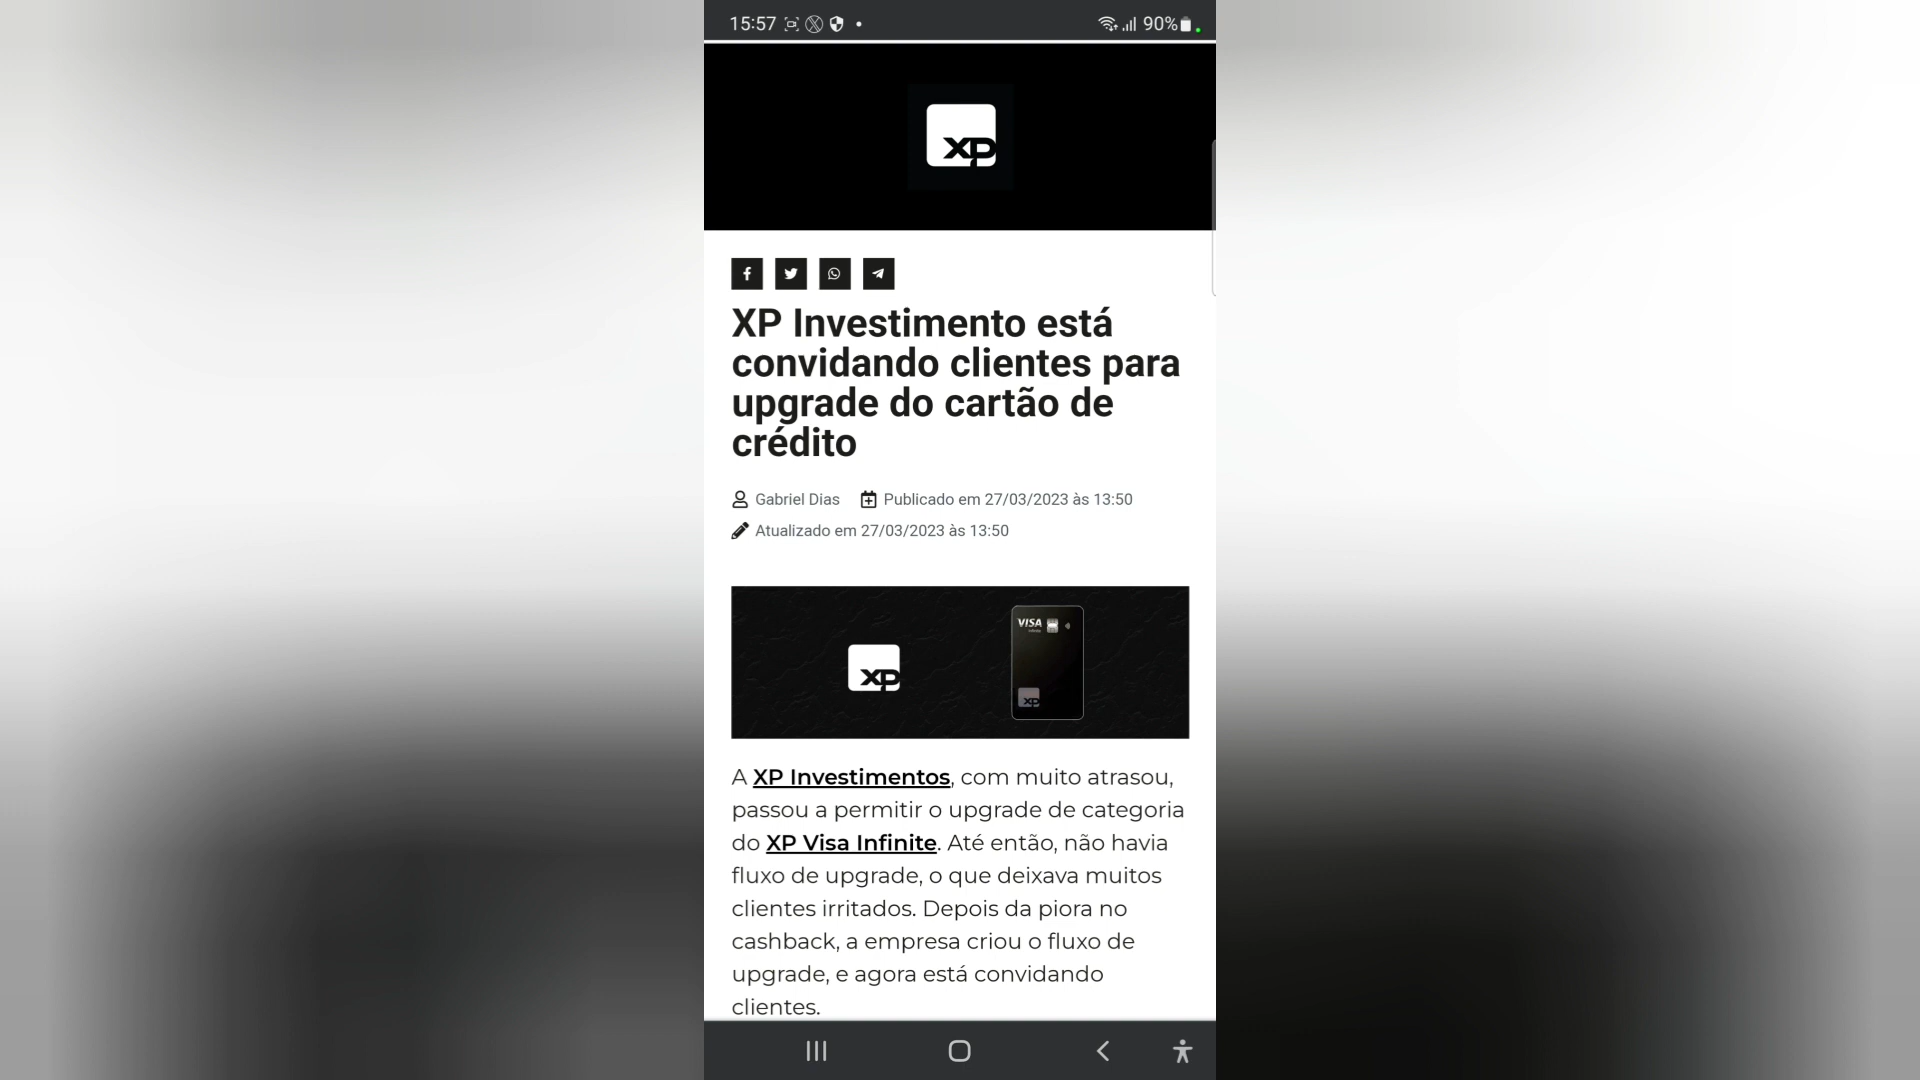 15:57
90%
XP
XP Investimento está
convidando clientes para
upgrade do cartão de
crédito
Gabriel Dias Publicado em 27/03/2023 às 13:50
Atualizado em 27/03/2023 às 13:50
VISA
Infinite
XP
XP
A XP Investimentos, com muito atrasou,
passou a permitir o upgrade de categoria
do XP Visa Infinite. Até então, não havia
fluxo de upgrade, o que deixava muitos
clientes irritados. Depois da piora no
cashback, a empresa criou o fluxo de
upgrade, e agora está convidando
clientes.